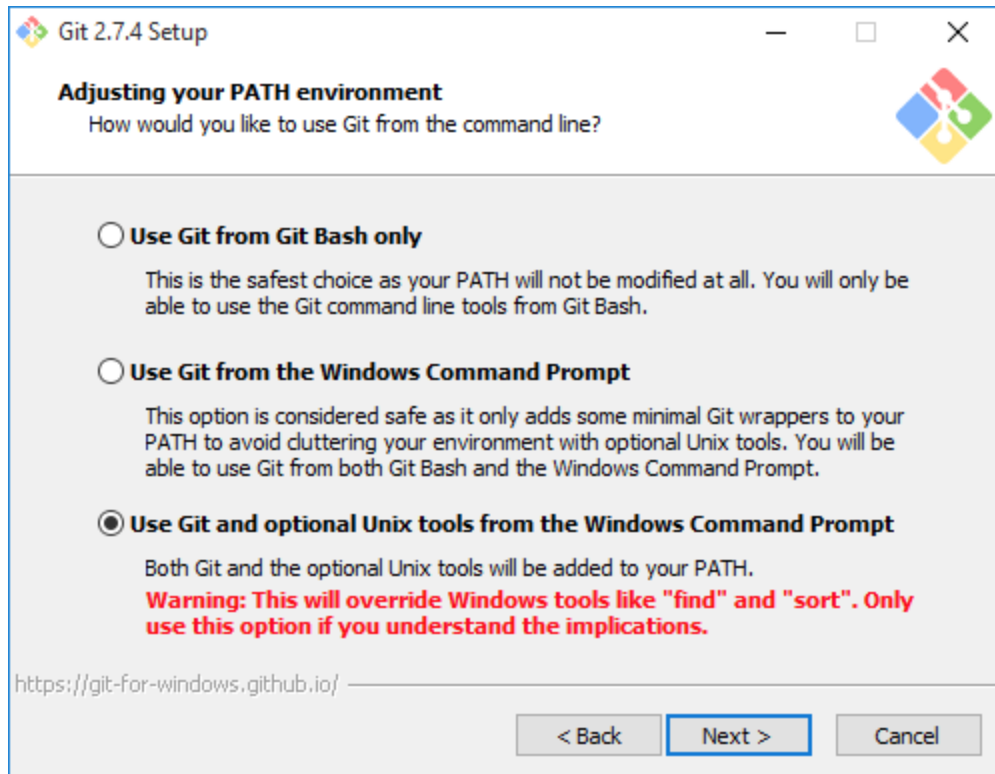 Git 2.7.4 Setup
Adjusting your PATH environment
How would you like to use Git from the command line?
Use Git from Git Bash only
This is the safest choice as your PATH will not be modified at all. You will only be
able to use the Git command line tools from Git Bash.
Use Git from the Windows Command Prompt
This option is considered safe as it only adds some minimal Git wrappers to your
PATH to avoid cluttering your environment with optional Unix tools. You will be
able to use Git from both Git Bash and the Windows Command Prompt.
Use Git and optional Unix tools from the Windows Command Prompt
Both Git and the optional Unix tools will be added to your PATH.
Warning: This will override Windows tools like "find" and "sort". Only
use this option if you understand the implications.
https://git-for-windows.github.io/
< Back Next > Cancel